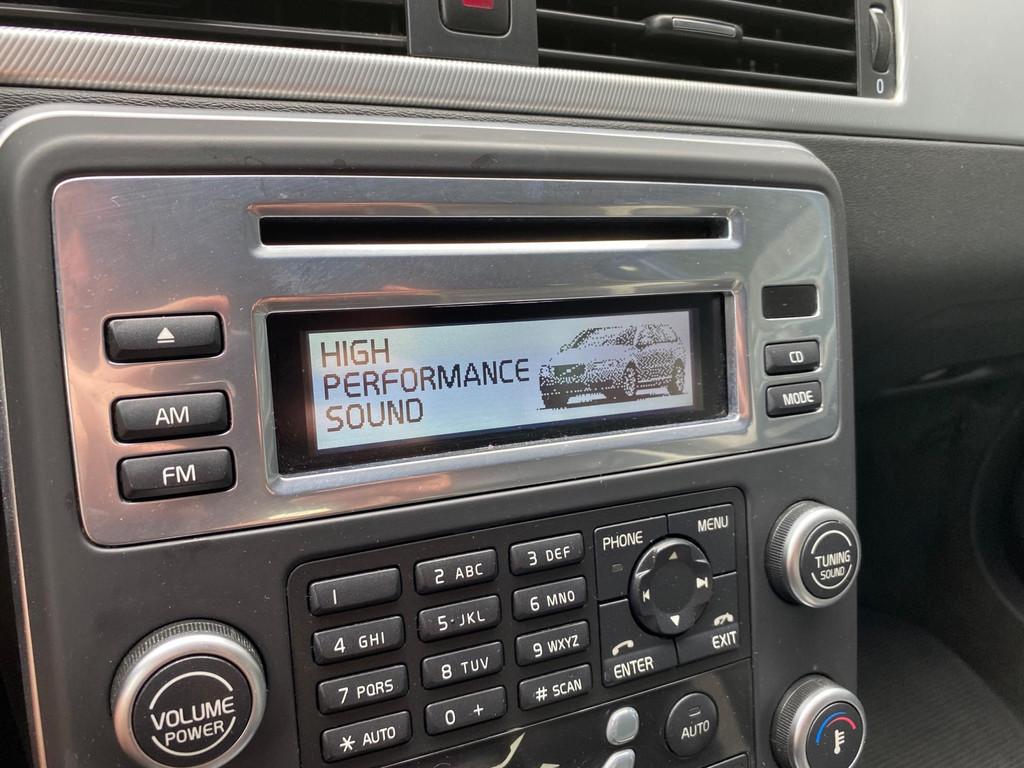 0
HIGH
PERFORMANCE
SOUND
AM
FM
CD
MODE
1
2 ABC
3 DEF
4 GHI
5·JKL
6 MNO
7 PQRS
8 TUV
9 WXYZ
* AUTO
0 +
# SCAN
PHONE
MENU
ENTER
EXIT
TUNING
SOUND
VOLUME
POWER
AUTO